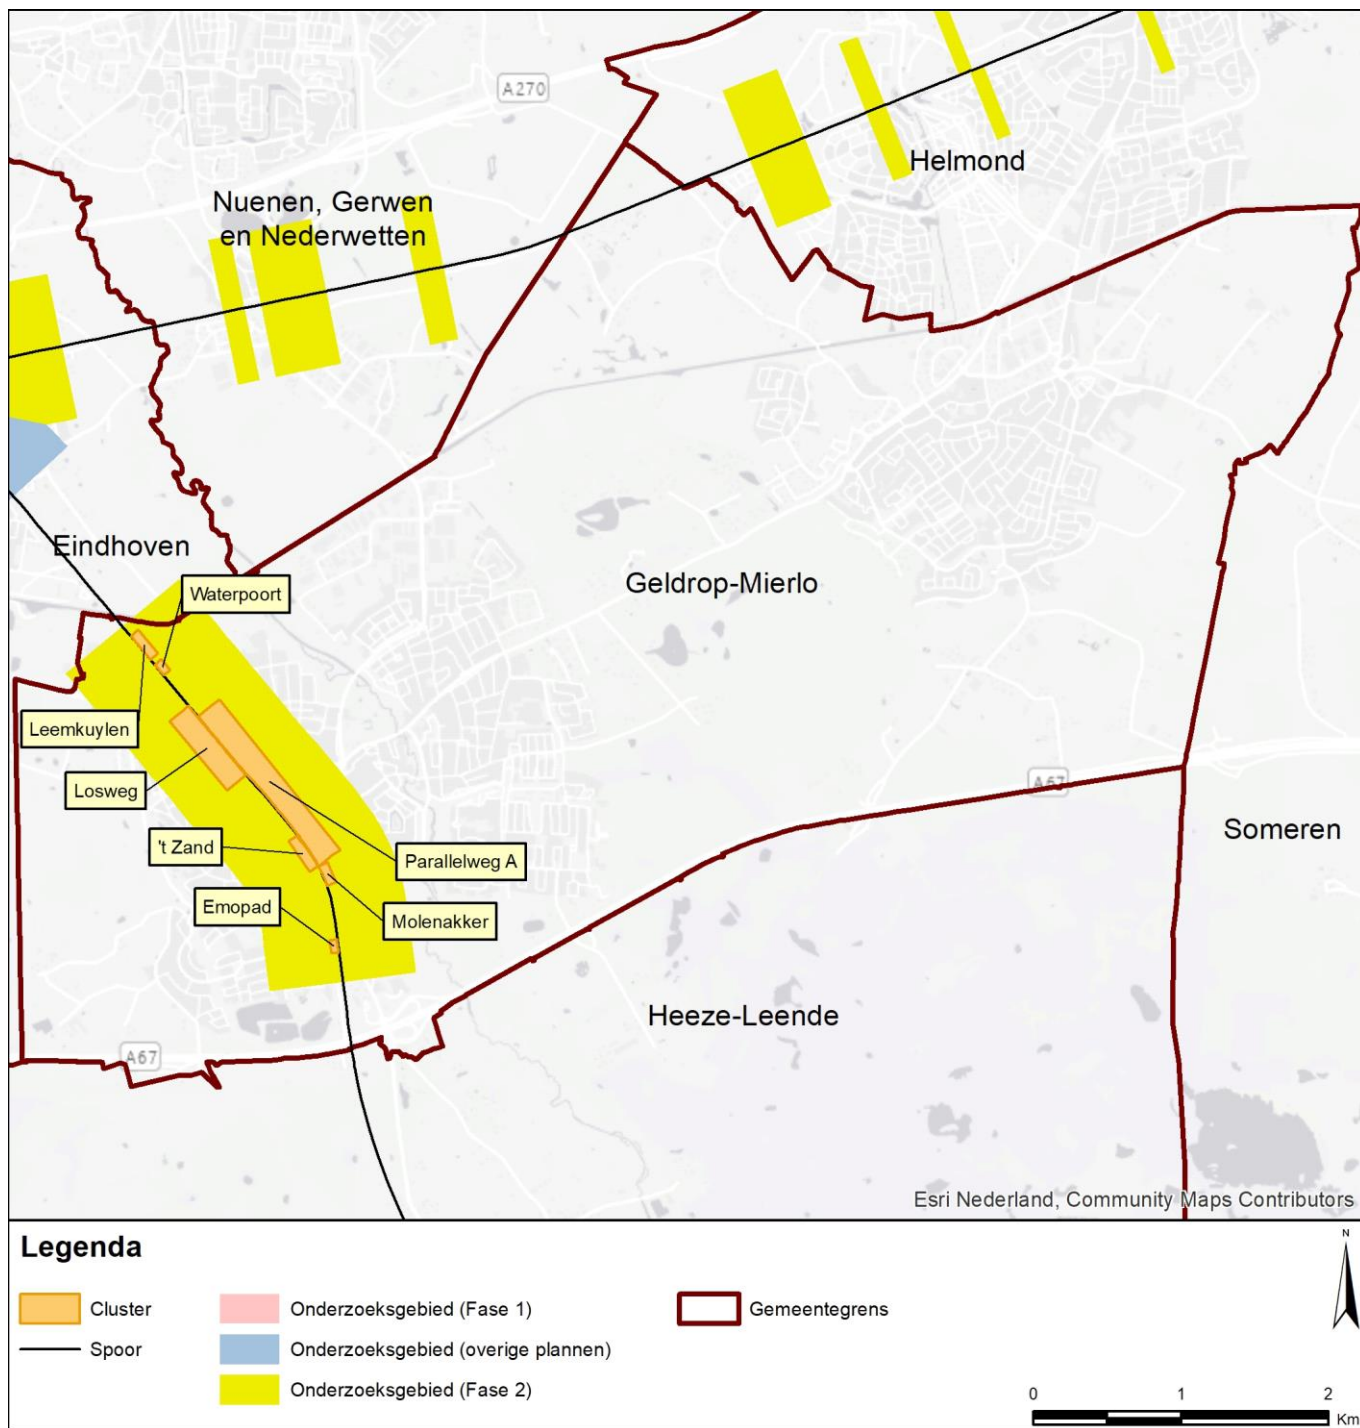 A270
Helmond
Nuenen, Gerwen
en Nederwetten
Eindhoven
Waterpoort
Geldrop-Mierlo
Leemkuylen
Losweg
A67
Someren
't Zand
Parallelweg A
Emopad
Molenakker
Heeze-Leende
A67
Esri Nederland, Community Maps Contributors
Legenda
N
Cluster
Onderzoeksgebied (Fase 1)
Gemeentegrens
Spoor
Onderzoeksgebied (overige plannen)
Onderzoeksgebied (Fase 2)
0 1 2
Km